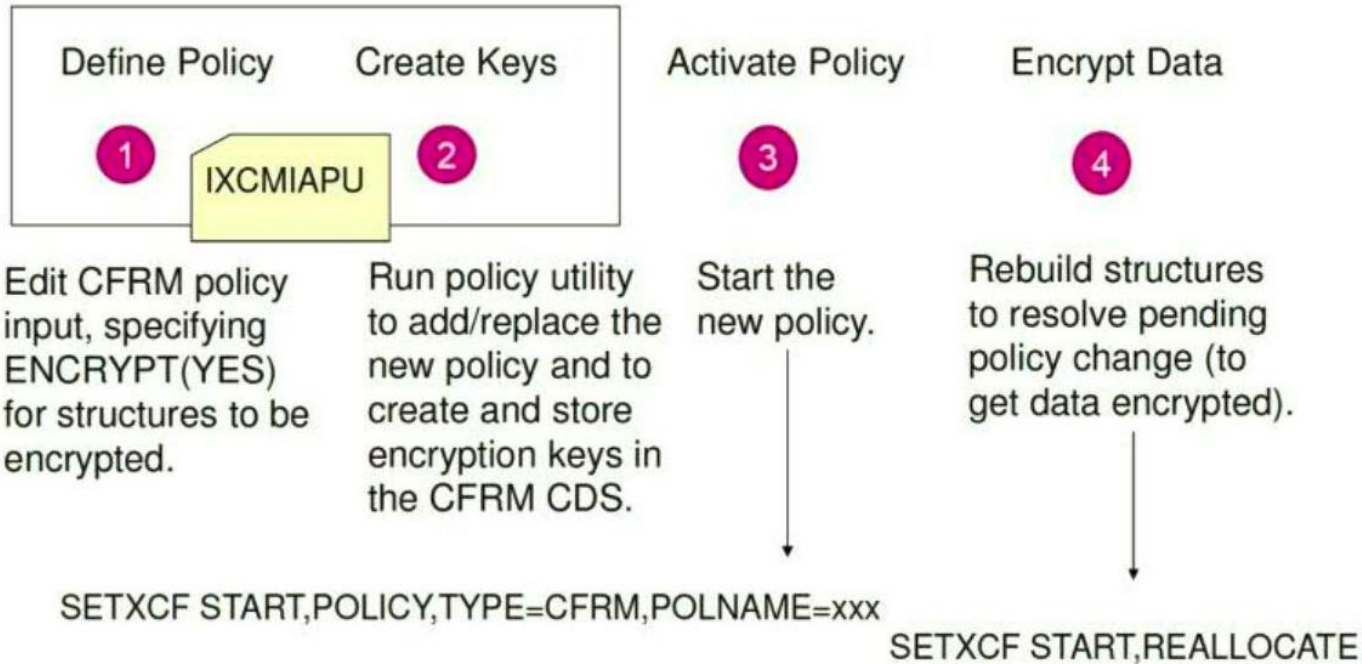 Define Policy
Create Keys
Activate Policy
Encrypt Data
1
2
3
4
IXCMIAPU
Edit CFRM policy
input, specifying
ENCRYPT(YES)
for structures to be
encrypted.
Run policy utility
to add/replace the
new policy and to
create and store
encryption keys in
the CFRM CDS.
Start the
new policy.
Rebuild structures
to resolve pending
policy change (to
get data encrypted).
SETXCF START,POLICY,TYPE=CFRM,POLNAME=xxx
SETXCF START,REALLOCATE